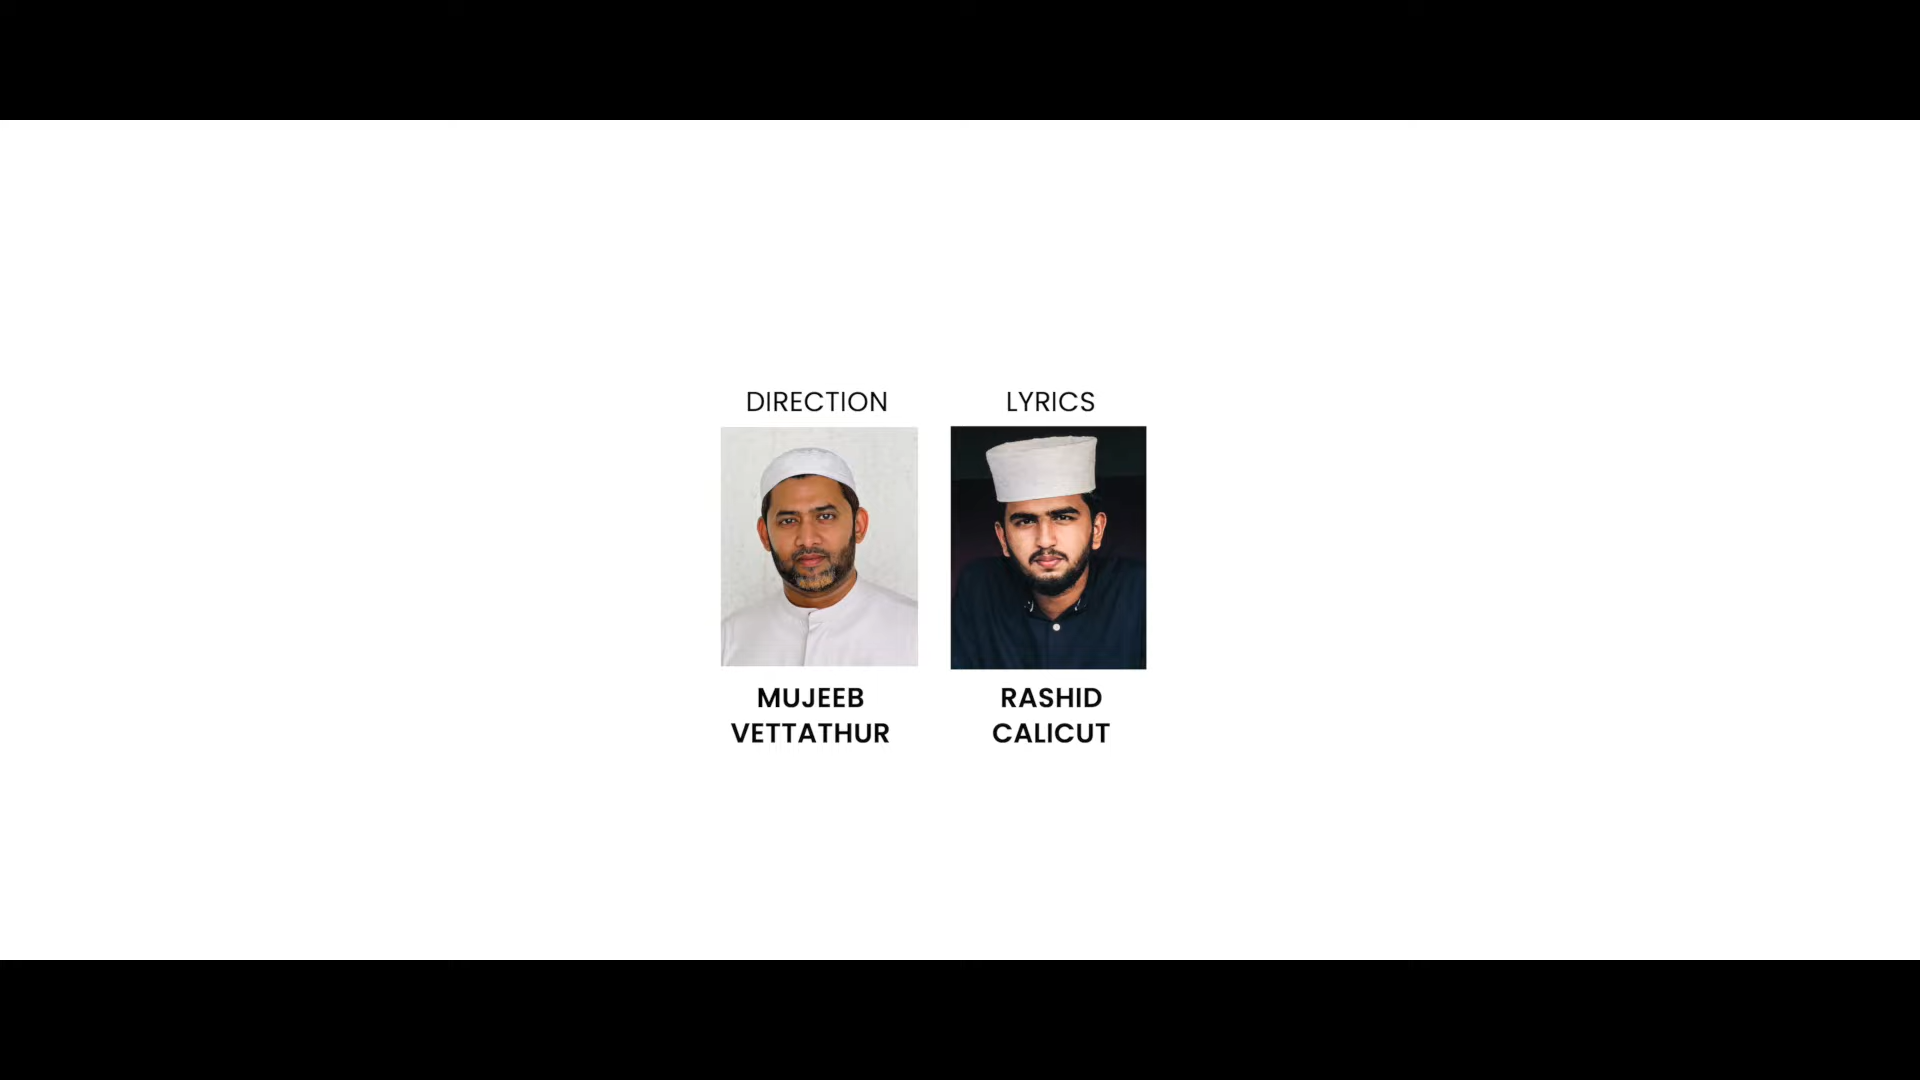 DIRECTION
MUJEEB
VETTATHUR
LYRICS
RASHID
CALICUT